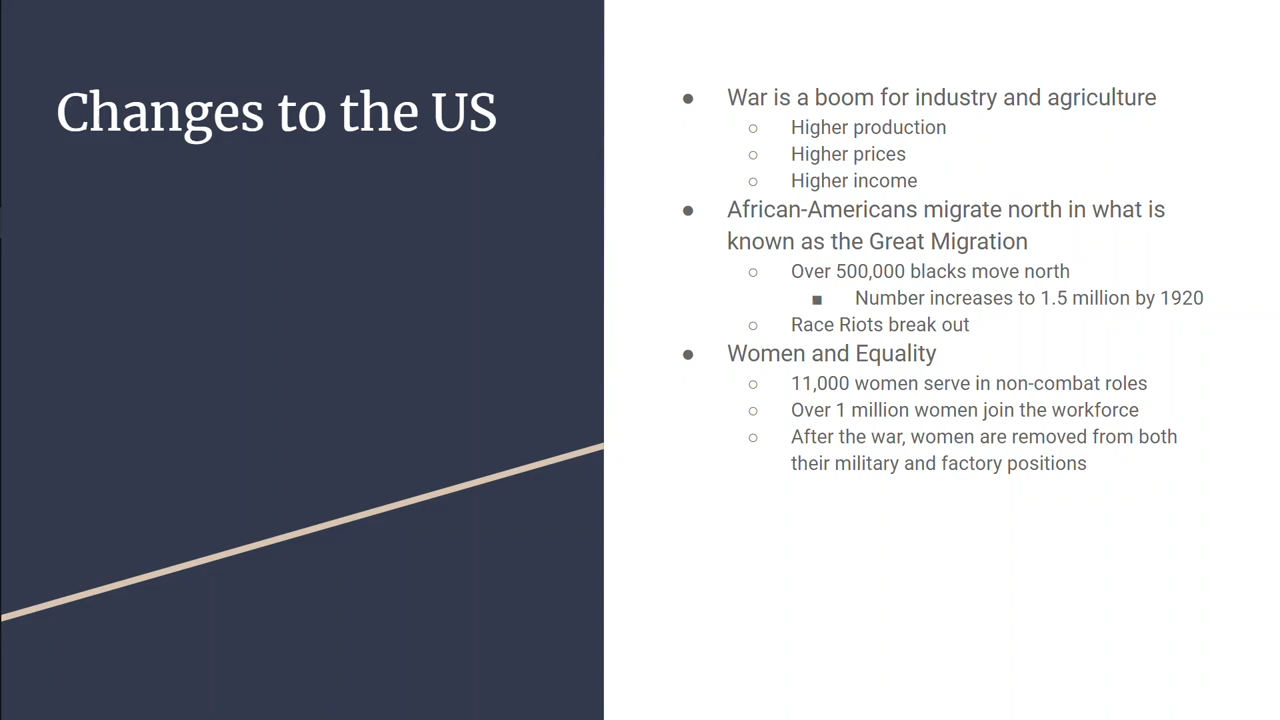 Changes to the US
● War is a boom for industry and agriculture
○ Higher production
○ Higher prices
○ Higher income
● African-Americans migrate north in what is
known as the Great Migration
○ Over 500,000 blacks move north
■ Number increases to 1.5 million by 1920
○ Race Riots break out
● Women and Equality
○ 11,000 women serve in non-combat roles
○ Over 1 million women join the workforce
○ After the war, women are removed from both
their military and factory positions